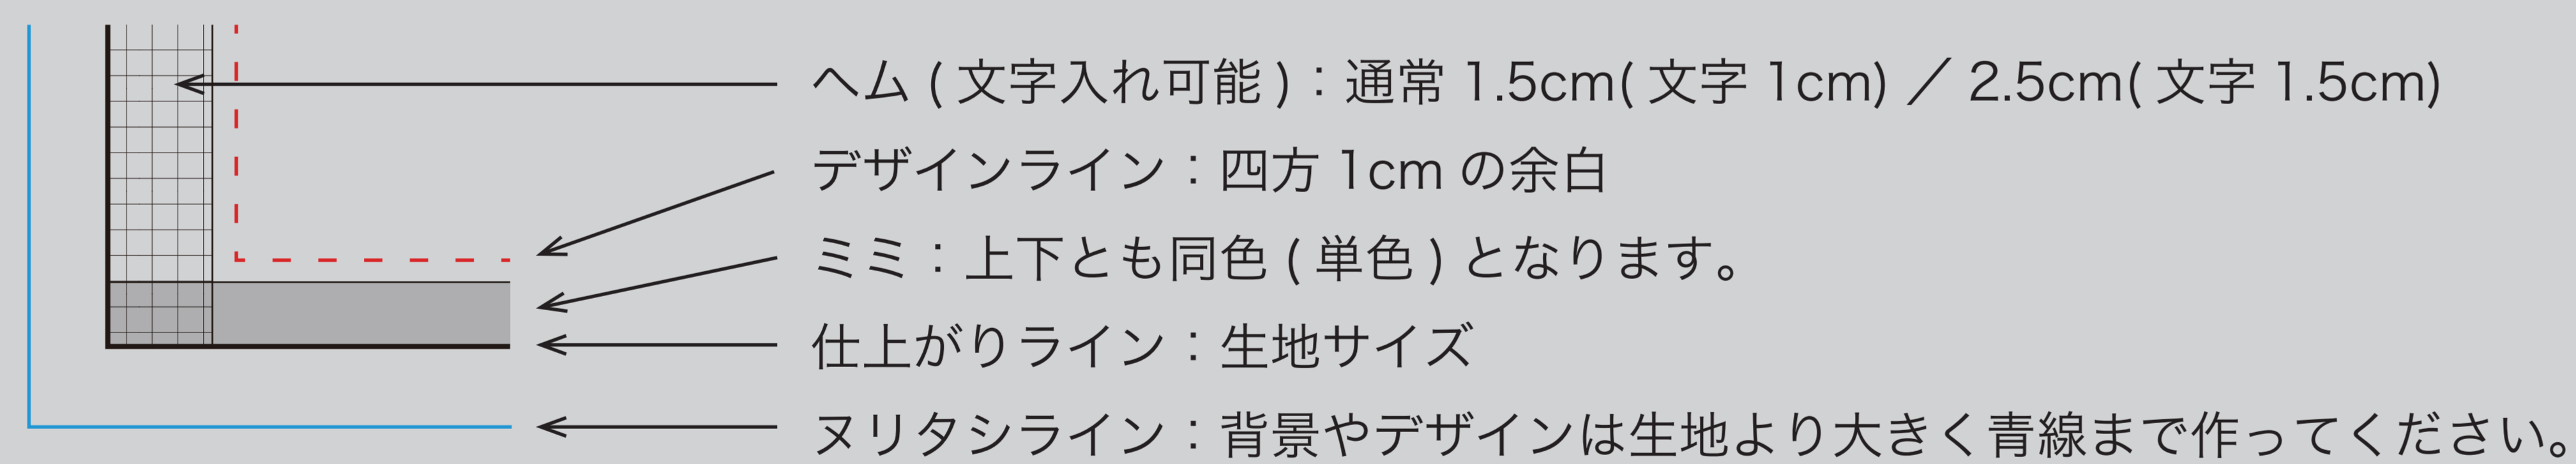 ヘム(文字入れ可能)：通常 1.5cm(文字 1cm) ／ 2.5cm(文字 1.5cm)
デザインライン：四方 1cm の余白
ミミ：上下とも同色(単色)となります。
仕上がりライン：生地サイズ
ヌリタシライン：背景やデザインは生地より大きく青線まで作ってください。